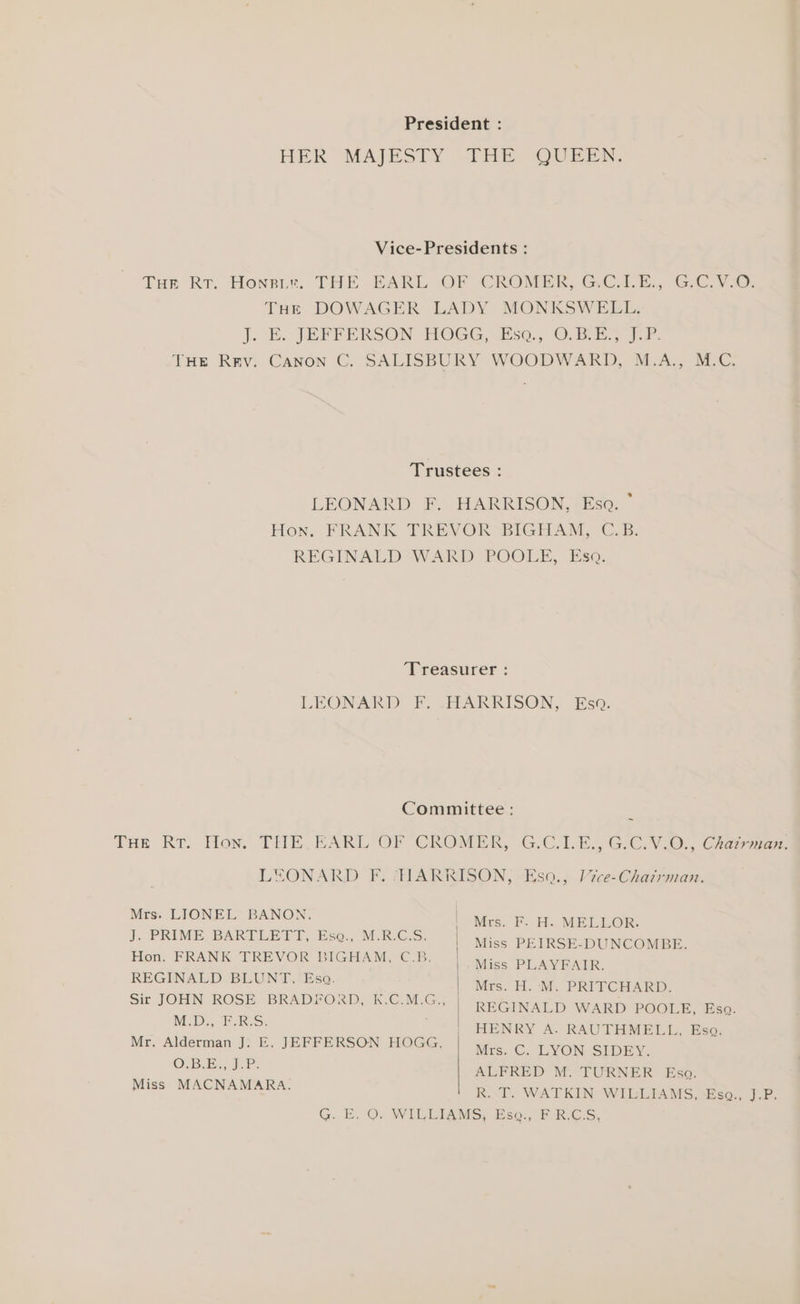 President :
HER MAJESTY THE QUEEN.
Vice-Presidents :
THE RT. HONBLE. THE EARL OF CROMER, G.C.I.E., G.C.V.O.
THE DOWAGER LADY MONKSWELL.
J. E. JEFFERSON HOGG, ESQ., O.B.E., J.P.
THE REV. CANON C. SALISBURY WOODWARD, M.A., M.C.
Trustees :
LEONARD F. HARRISON, ESQ.
HON. FRANK TREVOR BIGHAM, C.B.
REGINALD WARD POOLE, ESQ.
Treasurer :
LEONARD F. HARRISON, ESQ.
Committee :
THE RT. HON. THE EARL OF CROMER, G.C.I.E., G.C.V.O., Chairman.
LEONARD F. HARRISON, ESQ., Vice-Chairman.
Mrs. LIONEL BANON.
J. PRIME BARTLETT, ESQ., M.R.C.S.
Hon. FRANK TREVOR BIGHAM, C.B.
REGINALD BLUNT, ESQ.
Sir JOHN ROSE BRADFORD, K.C.M.G.,
M.D., F.R.S.
Mr. Alderman J. E. JEFFERSON HOGG,
O.B.E., J.P.
Miss MACNAMARA.
Mrs. F. H. MELLOR.
Miss PEIRSE-DUNCOMBE.
Miss PLAYFAIR.
Mrs. H. M. PRITCHARD.
REGINALD WARD POOLE, ESQ.
HENRY A. RAUTHMELL, ESQ.
Mrs. C. LYON SIDEY.
ALFRED M. TURNER ESQ.
R. T. WATKIN WILLIAMS, ESQ., J.P.
G. E. O. WILLIAMS, ESQ., F R.C.S,